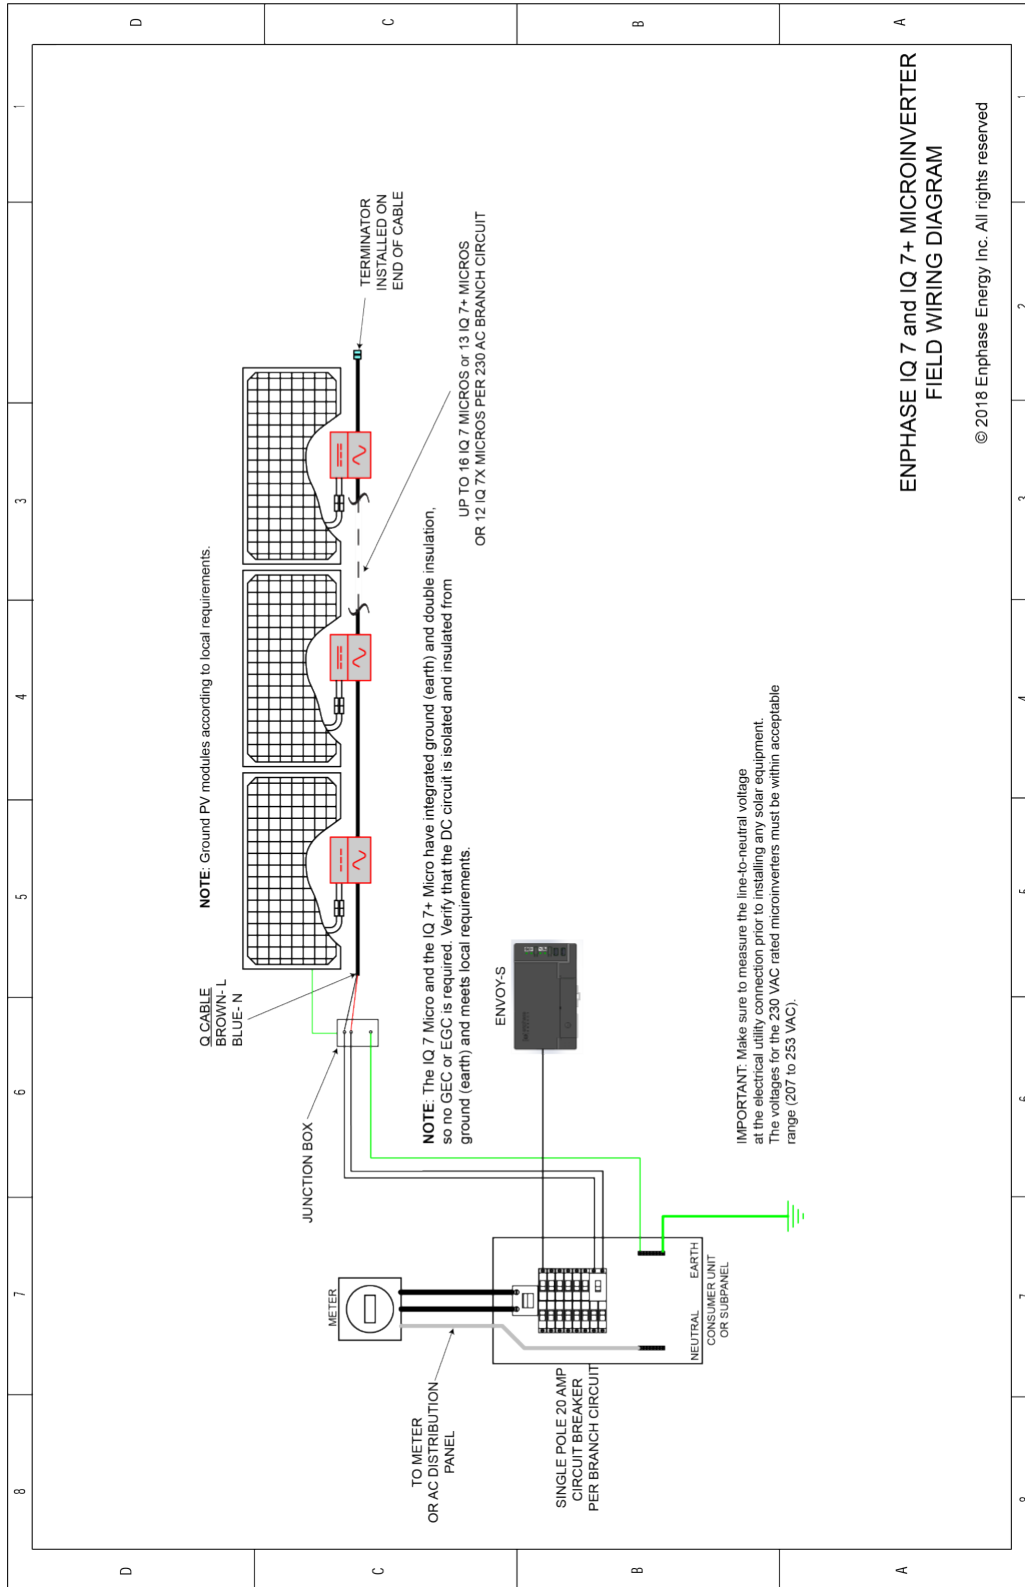 8
7
6
5
4
3
2
1
D
D
C
C
B
B
A
A
NOTE: Ground PV modules according to local requirements.
Q CABLE
BROWN- L
BLUE- N
JUNCTION BOX
TERMINATOR
INSTALLED ON
END OF CABLE
UP TO 16 IQ 7 MICROS or 13 IQ 7+ MICROS
OR 12 IQ 7X MICROS PER 230 AC BRANCH CIRCUIT
NOTE: The IQ 7 Micro and the IQ 7+ Micro have integrated ground (earth) and double insulation,
so no GEC or EGC is required. Verify that the DC circuit is isolated and insulated from
ground (earth) and meets local requirements.
METER
TO METER
OR AC DISTRIBUTION
PANEL
ENVOY-S
SINGLE POLE 20 AMP
CIRCUIT BREAKER
PER BRANCH CIRCUIT
NEUTRAL
EARTH
CONSUMER UNIT
OR SUBPANEL
IMPORTANT: Make sure to measure the line-to-neutral voltage
at the electrical utility connection prior to installing any solar equipment.
The voltages for the 230 VAC rated microinverters must be within acceptable
range (207 to 253 VAC).
ENPHASE IQ 7 and IQ 7+ MICROINVERTER
FIELD WIRING DIAGRAM
© 2018 Enphase Energy Inc. All rights reserved